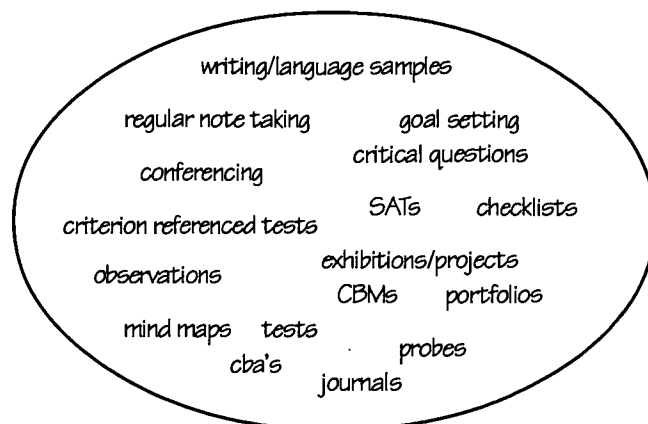 writing/language samples
regular note taking goal setting
critical questions
conferencing
SATs checklists
criterion referenced tests
exhibitions/projects
observations
CBMs portfolios
mind maps tests
probes
cba's
journals